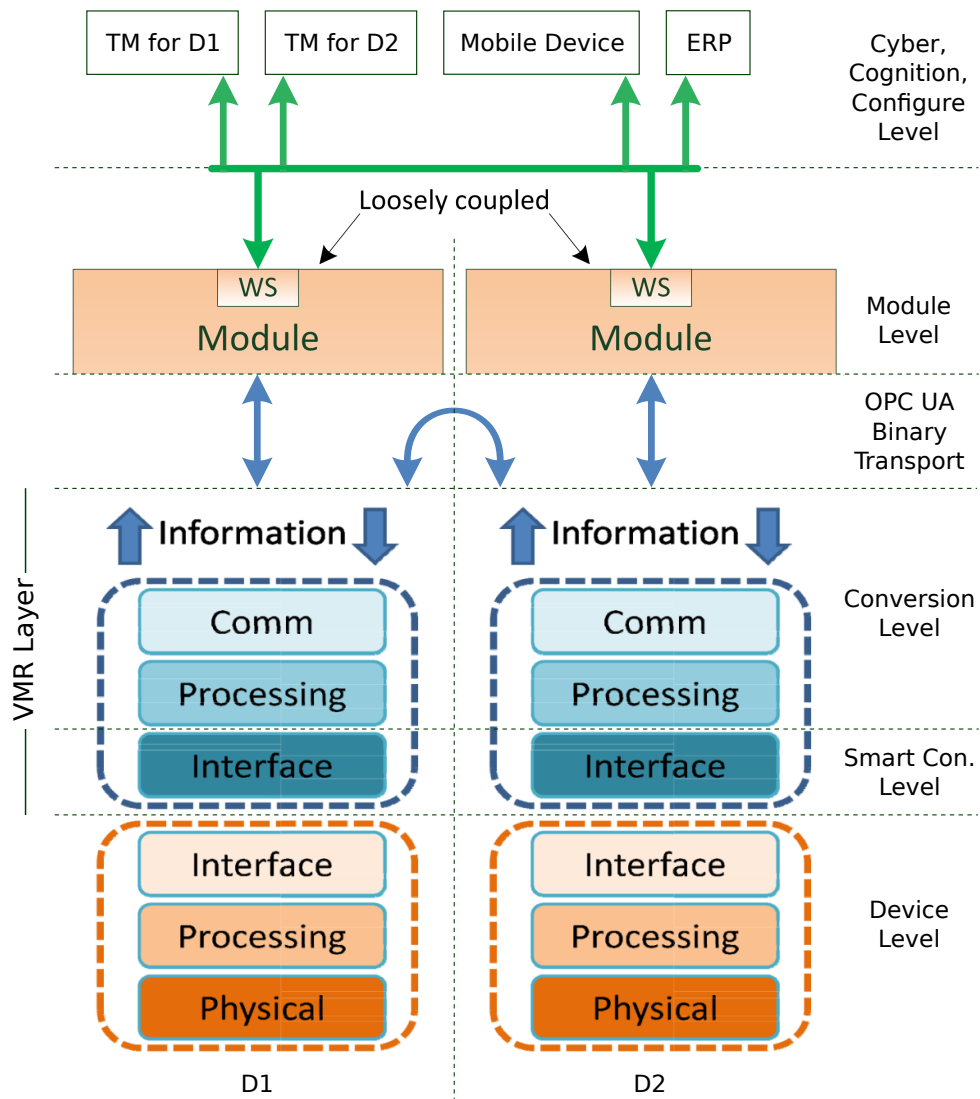 TM for D1
TM for D2
Mobile Device
ERP
Cyber,
Cognition,
Configure
Level
Loosely coupled
WS
Module
WS
Module
Module
Level
OPC UA
Binary
Transport
VMR Layer
Information
Information
Comm
Comm
Conversion
Level
Processing
Processing
Interface
Interface
Smart Con.
Level
Interface
Interface
Processing
Processing
Device
Level
Physical
Physical
D1
D2